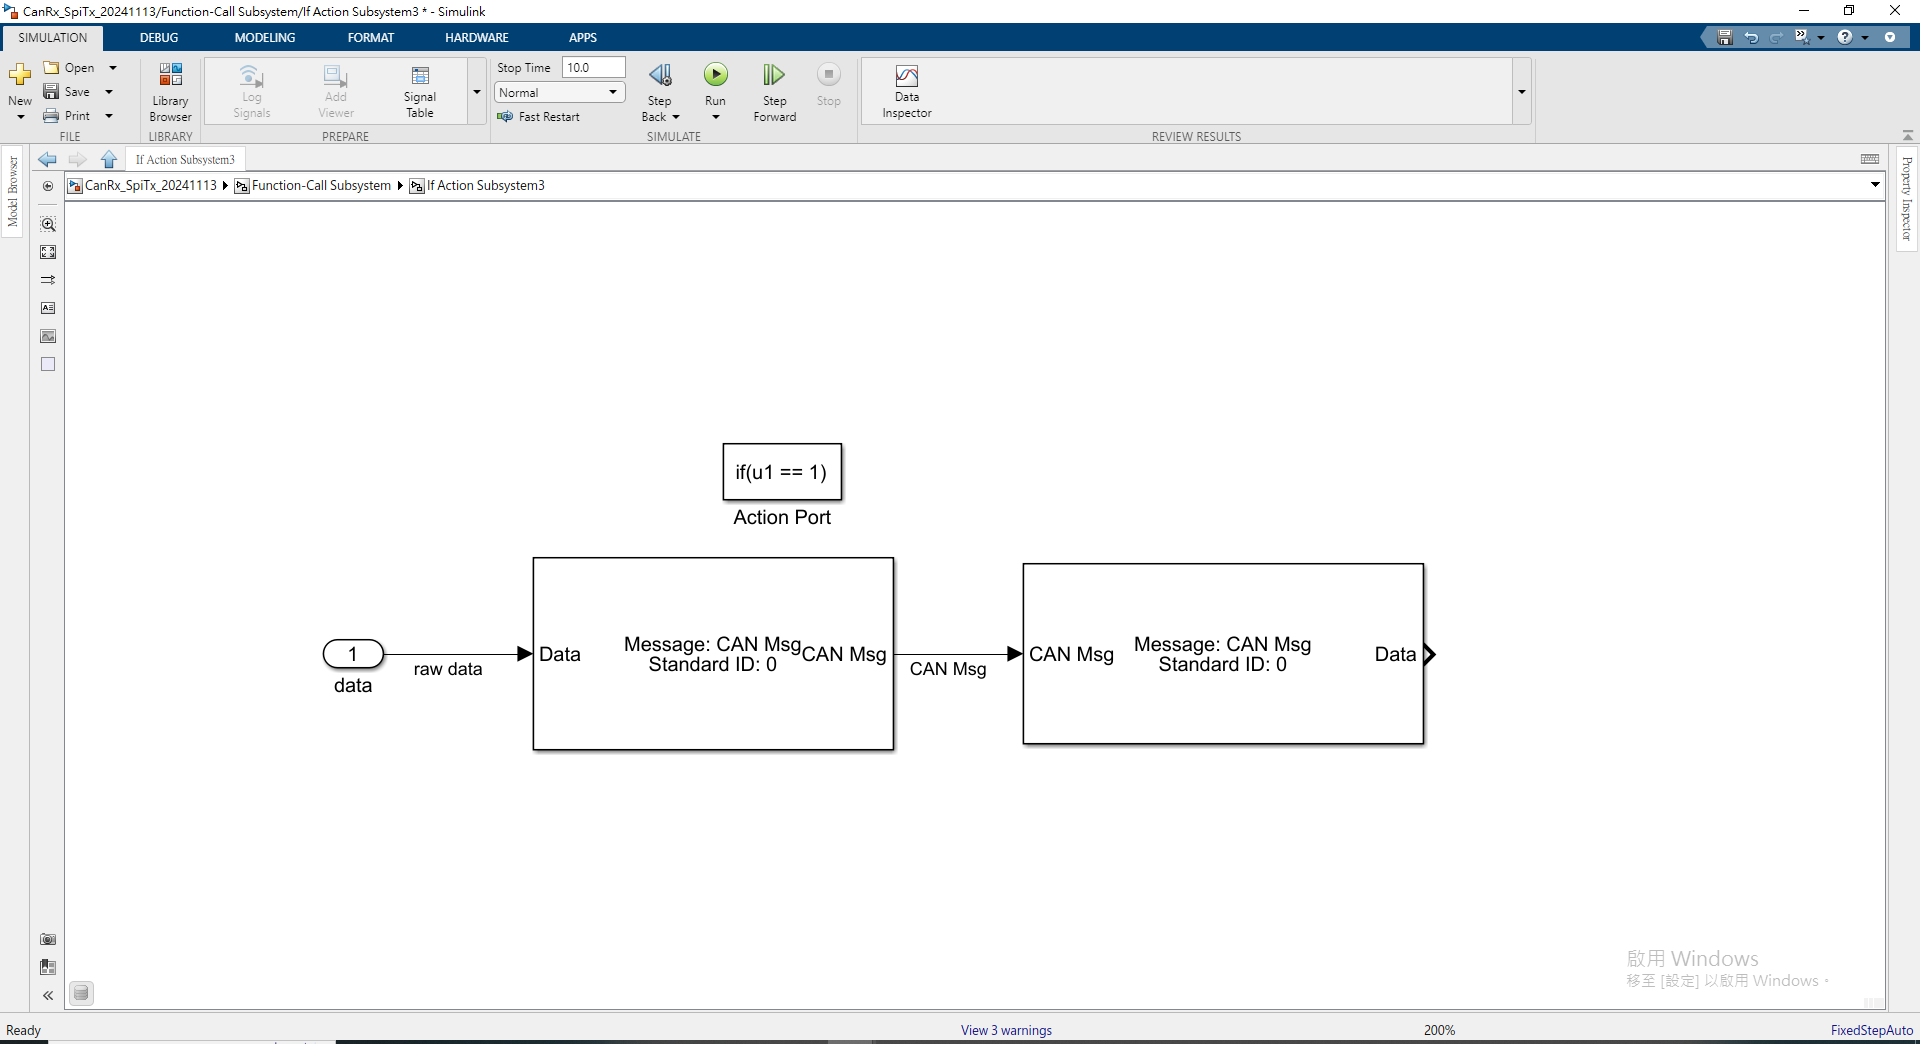 CanRx_SpiTx_20241113/Function-Call Subsystem/If Action Subsystem3 * - Simulink
SIMULATION DEBUG MODELING FORMAT HARDWARE APPS
New
Open
Save
Print
FILE
Library
Browser
LIBRARY
Log
Signals
Add
Viewer
Signal
Table
PREPARE
Stop Time 10.0
Normal
Fast Restart
Step
Back
Run
Step
Forward
Stop
SIMULATE
Data
Inspector
REVIEW RESULTS
Model Browser
If Action Subsystem3
CanRx_SpiTx_20241113 Function-Call Subsystem If Action Subsystem3
Property Inspector
if(u1 == 1)
Action Port
1
data
raw data
Data
Message: CAN Msg
Standard ID: 0
CAN Msg
CAN Msg
CAN Msg
Message: CAN Msg
Standard ID: 0
Data
啟用 Windows
移至 [設定] 以啟用 Windows。
Ready
View 3 warnings
200%
FixedStepAuto